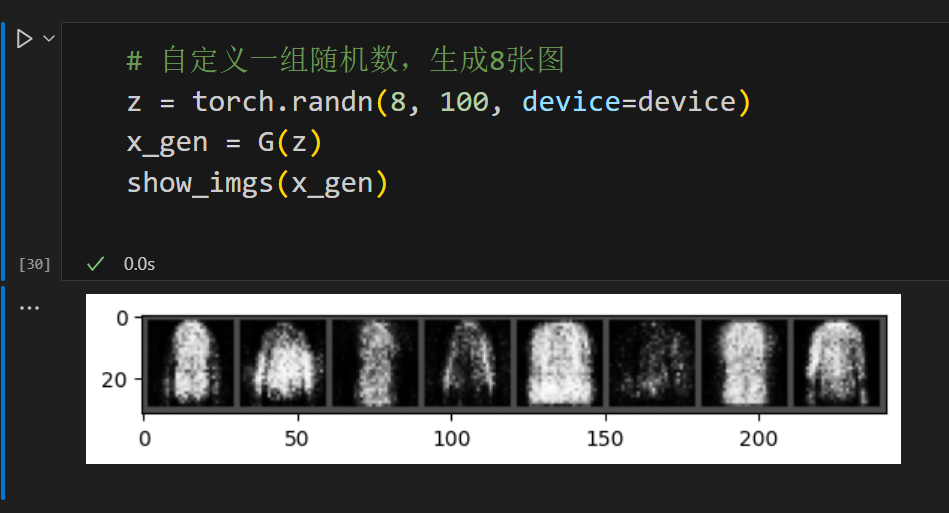 # 自定义一组随机数，生成8张图
z = torch.randn(8, 100, device=device)
x_gen = G(z)
show_imgs(x_gen)
[30]
0.0s
0
20
0 50 100 150 200